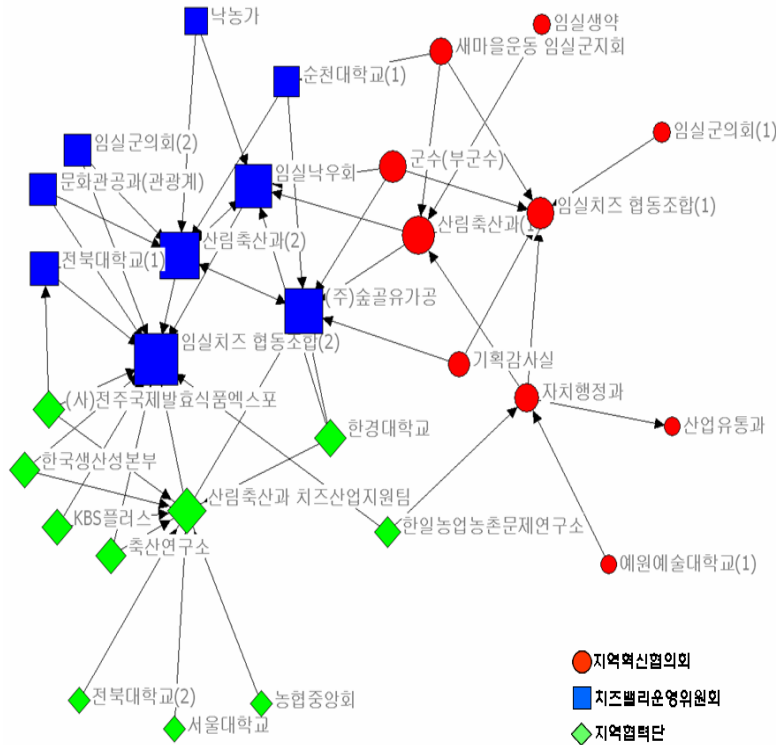 낙농가
임실생약
새마을운동 임실군지회
순천대학교(1)
임실군의회(1)
임실군의회(2)
군수(부군수)
임실낙우회
문화관공과(관광계)
임실치즈 협동조합(1)
산림축산과(1)
산림축산과(2)
전북대학교(1)
(주)숲골유가공
임실치즈 협동조합(2)
기획감사실
자치행정과
(사)전주국제발효식품엑스포
산업유통과
한경대학교
한국생산성본부
산림축산과 치즈산업지원팀
KBS플러스
한일농업농촌문제연구소
축산연구소
예원예술대학교(1)
지역혁신협의회
전북대학교(2)
농협중앙회
치즈밸리운영위원회
서울대학교
지역협력단